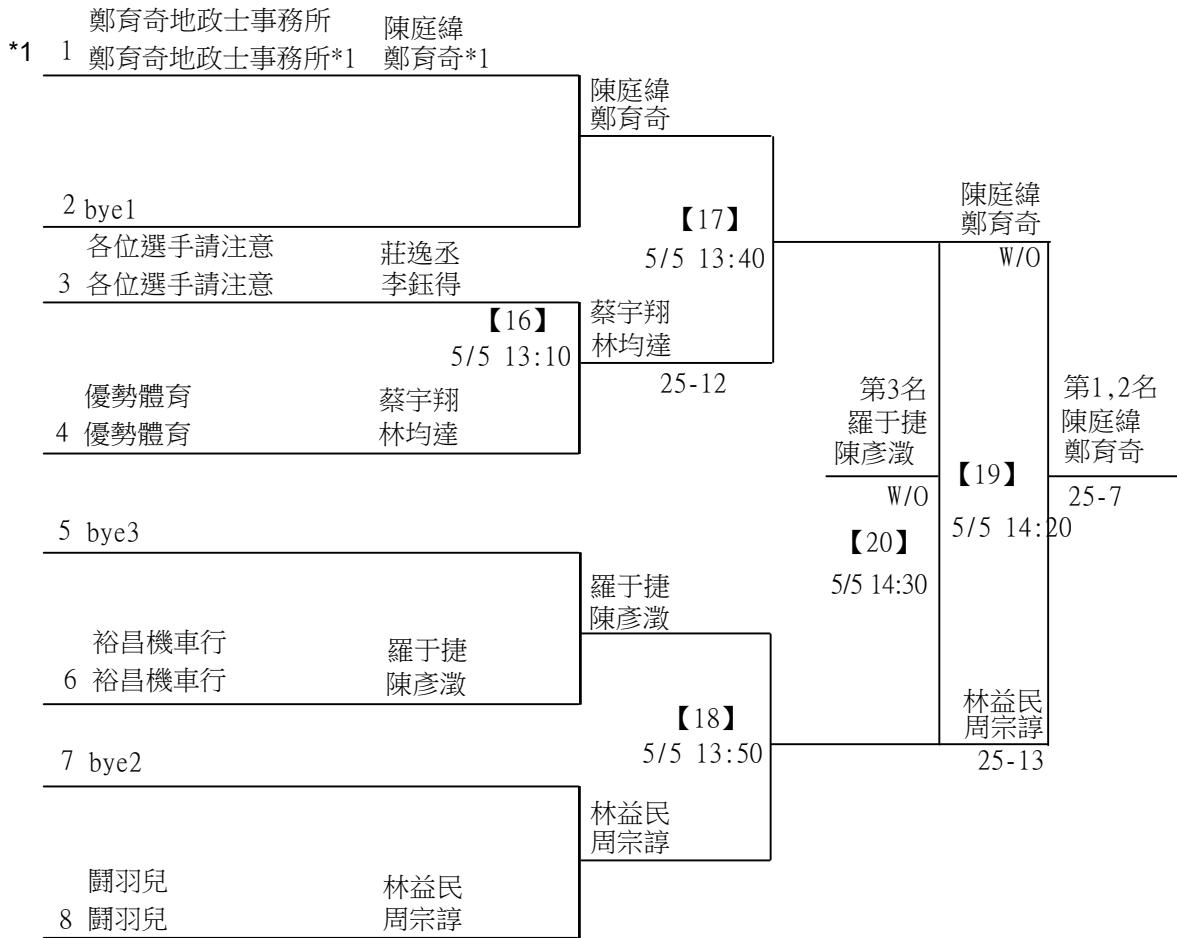 鄭育奇地政士事務所 陳庭緯
*1 1 鄭育奇地政士事務所*1 鄭育奇*1
陳庭緯
鄭育奇
2 bye1
【17】
5/5 13:40
陳庭緯
鄭育奇
W/O
各位選手請注意 莊逸丞
3 各位選手請注意 李鈺得
【16】
5/5 13:10
蔡宇翔
林均達
25-12
優勢體育 蔡宇翔
4 優勢體育 林均達
第3名
羅于捷
陳彥澂
W/O
【20】
5/5 14:30
【19】
5/5 14:20
第1,2名
陳庭緯
鄭育奇
25-7
5 bye3
羅于捷
陳彥澂
裕昌機車行 羅于捷
6 裕昌機車行 陳彥澂
【18】
5/5 13:50
林益民
周宗諄
25-13
7 bye2
林益民
周宗諄
鬪羽兒 林益民
8 鬪羽兒 周宗諄